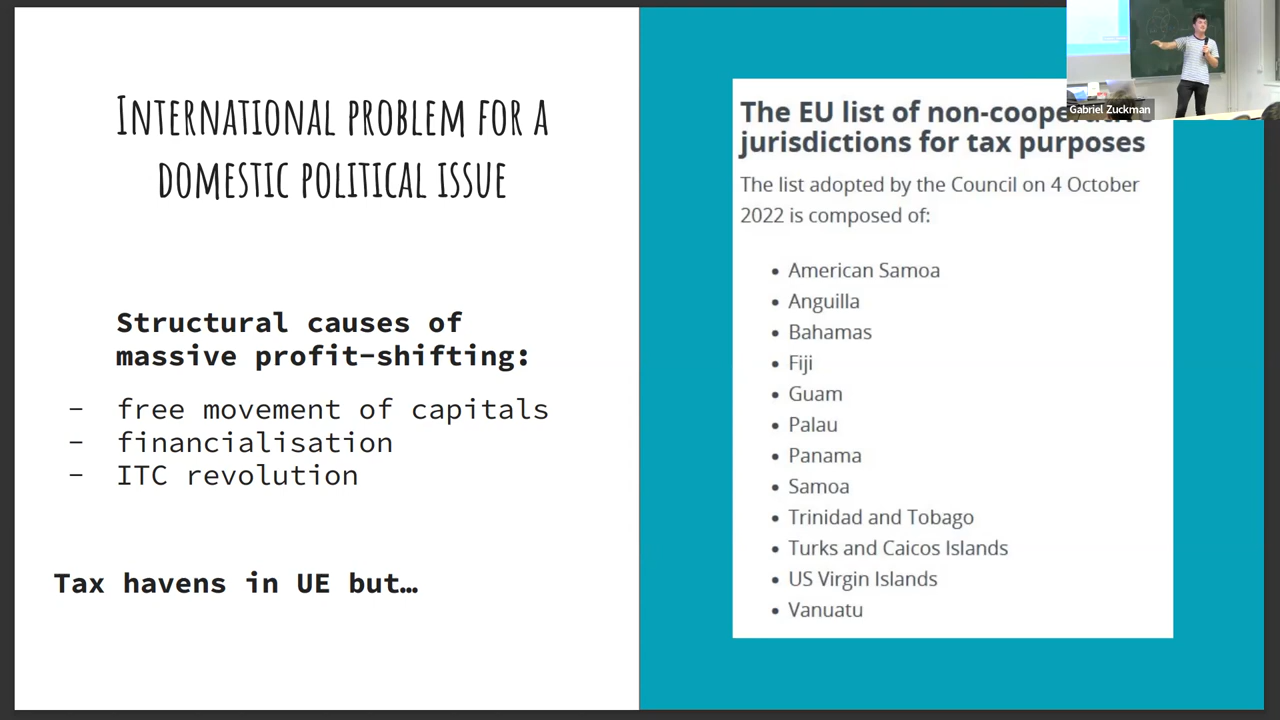 INTERNATIONAL PROBLEM FOR A
DOMESTIC POLITICAL ISSUE
Structural causes of
massive profit-shifting:
- free movement of capitals
- financialisation
- ITC revolution
Tax havens in UE but…
The EU list of non-coope
jurisdictions for tax purposes
The list adopted by the Council on 4 October
2022 is composed of:
• American Samoa
• Anguilla
• Bahamas
• Fiji
• Guam
• Palau
• Panama
• Samoa
• Trinidad and Tobago
• Turks and Caicos Islands
• US Virgin Islands
• Vanuatu
Gabriel Zuckman